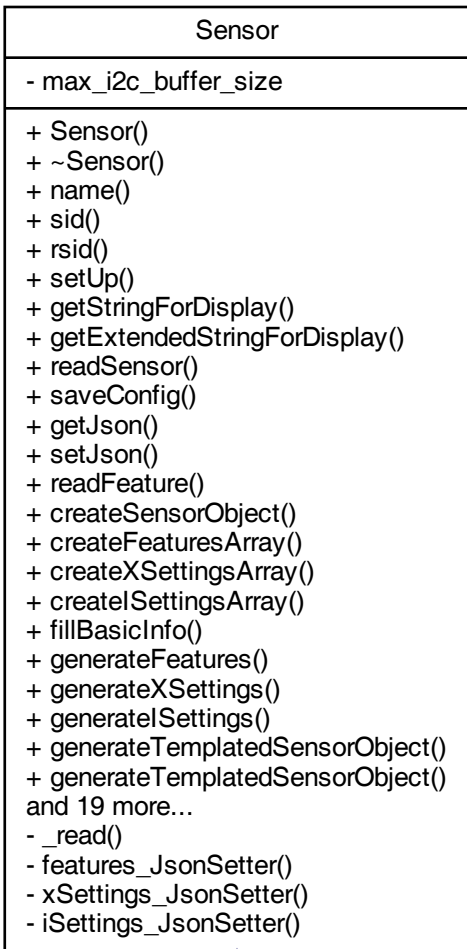 Sensor
- max_i2c_buffer_size
+ Sensor()
+ ~Sensor()
+ name()
+ sid()
+ rsid()
+ setUp()
+ getStringForDisplay()
+ getExtendedStringForDisplay()
+ readSensor()
+ saveConfig()
+ getJson()
+ setJson()
+ readFeature()
+ createSensorObject()
+ createFeaturesArray()
+ createXSettingsArray()
+ createISettingsArray()
+ fillBasicInfo()
+ generateFeatures()
+ generateXSettings()
+ generateISettings()
+ generateTemplatedSensorObject()
+ generateTemplatedSensorObject()
and 19 more...
- _read()
- features_JsonSetter()
- xSettings_JsonSetter()
- iSettings_JsonSetter()